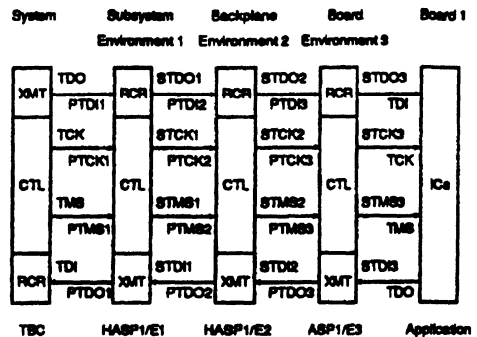 System Subsystem Backplane Board Board 1
Environment 1 Environment 2 Environment 3
TDO STDO1 STDO2 STDO3
XMT RCR RCR RCR
PTDI1 PTDI2 PTDI3 TDI
TCK STCK1 STCK2 STCK3
PTCK1 PTCK2 PTCK3 TCK
CTL CTL CTL CTL ICs
TMS STMS1 STMS2 STMS3
PTMS1 PTMS2 PTMS3 TMS
TDI STDI1 STDI2 STDI3
RCR XMT XMT XMT
PTDO1 PTDO2 PTDO3 TDO
TBC HASP1/E1 HASP1/E2 ASP1/E3 Application